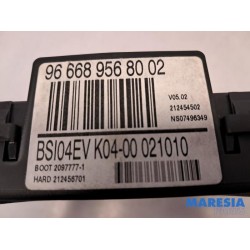 96 668 956 80 02
V05.02
212454502
NS07496349
BSI04EV K04-00 021010
BOOT 2097777-1
HARD 212456701
MARESIA